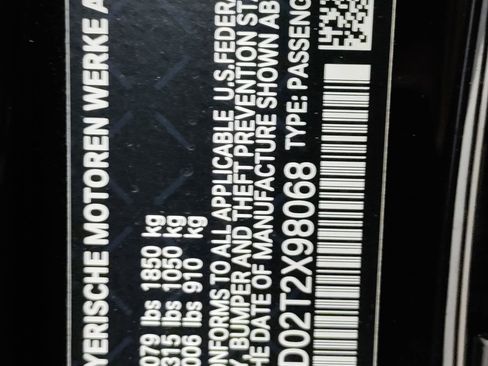 YERISCHE MOTOREN WERKE A
079 lbs 1850 kg
315 lbs 1050 kg
006 lbs 910 kg
ONFORMS TO ALL APPLICABLE U.S.FEDERA
Y, BUMPER AND THEFT PREVENTION ST
HE DATE OF MANUFACTURE SHOWN AB
D02T2X98068 TYPE: PASSENG